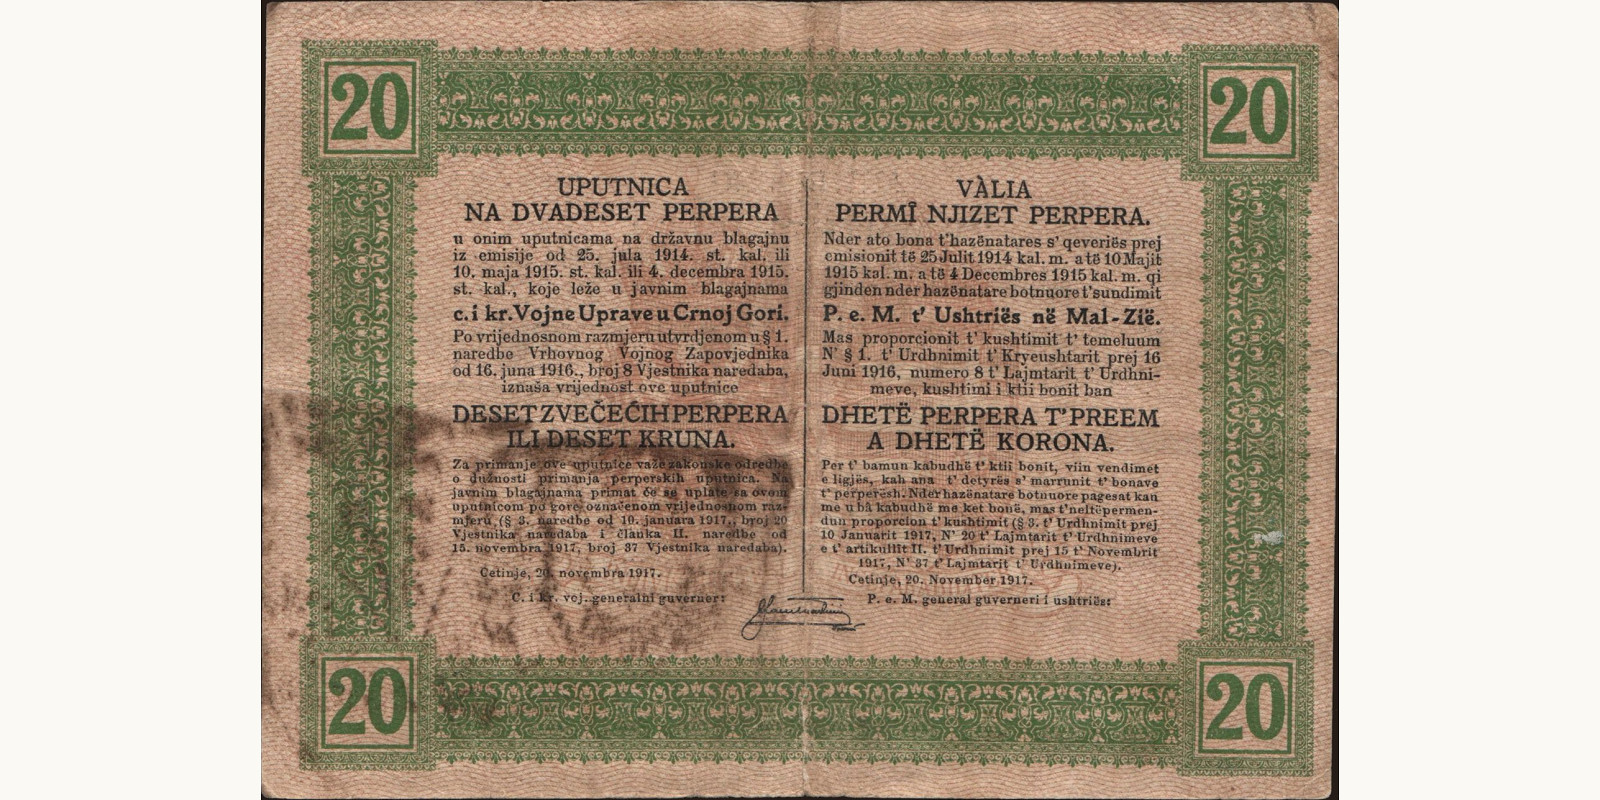 20
20
UPUTNICA
NA DVADESET PERPERA
u onim uputnicama na državnu blagajnu
iz emisije od 25. jula 1914. st. kal. ili
10. maja 1915. st. kal. ili 4. decembra 1915.
st. kal., koje leže u javnim blagajnama
c. i kr. Vojne Uprave u Crnoj Gori.
Po vrijednosnom razmjeru utvrdjenom u § 1.
naredbe Vrhovnog Vojnog Zapovjednika
od 16. juna 1916., broj 8 Vjestnika naredaba,
iznaša vrijednost ove uputnice
DESET ZVEČEĆIH PERPERA
ILI DESET KRUNA.
Za primanje ove uputnice važe zakonske odredbe
o dužnosti primanja perperskih uputnica. Na
javnim blagajnama primat će se uplate sa ovom
uputnicom po gore označenom vrijednosnom raz-
mjeru (§ 3. naredbe od 10. januara 1917., broj 20
Vjestnika naredaba i članka II. naredbe od
15. novembra 1917, broj 37 Vjestnika naredaba).
Cetinje, 20. novembra 1917.
C. i kr. voj. generalni guverner:
VÀLIA
PERMÎ NJIZET PERPERA.
Nder ato bona t'hazënatares s' qeveriës prej
emisionit të 25 Julit 1914 kal. m. a të 10 Majit
1915 kal. m. a të 4 Decembres 1915 kal. m. qi
gjinden nder hazënatare botnuore t'sundimit
P. e. M. t' Ushtriës në Mal-Zië.
Mas proporcionit t' kushtimit t' temeluum
N' § 1. t' Urdhnimit t' Kryeushtarit prej 16
Juni 1916, numero 8 t' Lajmtarit t' Urdhni-
meve, kushtimi i ktii bonit ban
DHETË PERPERA T' PREEM
A DHETË KORONA.
Per t' bamun kabudhë t' ktii bonit, viin vendimet
e ligjës, kah ana t' detyrës s' marrunit t' bonave
t' perperësh. Nder hazënatare botnuore pagesat kan
me u bâ kabudhë me ket bonë, mas t'neltëpermen-
dun proporcion t' kushtimit (§ 3. t' Urdhnimit prej
10 Januarit 1917, N' 20 t' Lajmtarit t' Urdhnimeve
e t' artikullit II. t' Urdhnimit prej 15 t' Novembrit
1917, N' 37 t' Lajmtarit t' Urdhnimeve).
Cetinje, 20. November 1917.
P. e. M. general guverneri i ushtriës:
20
20